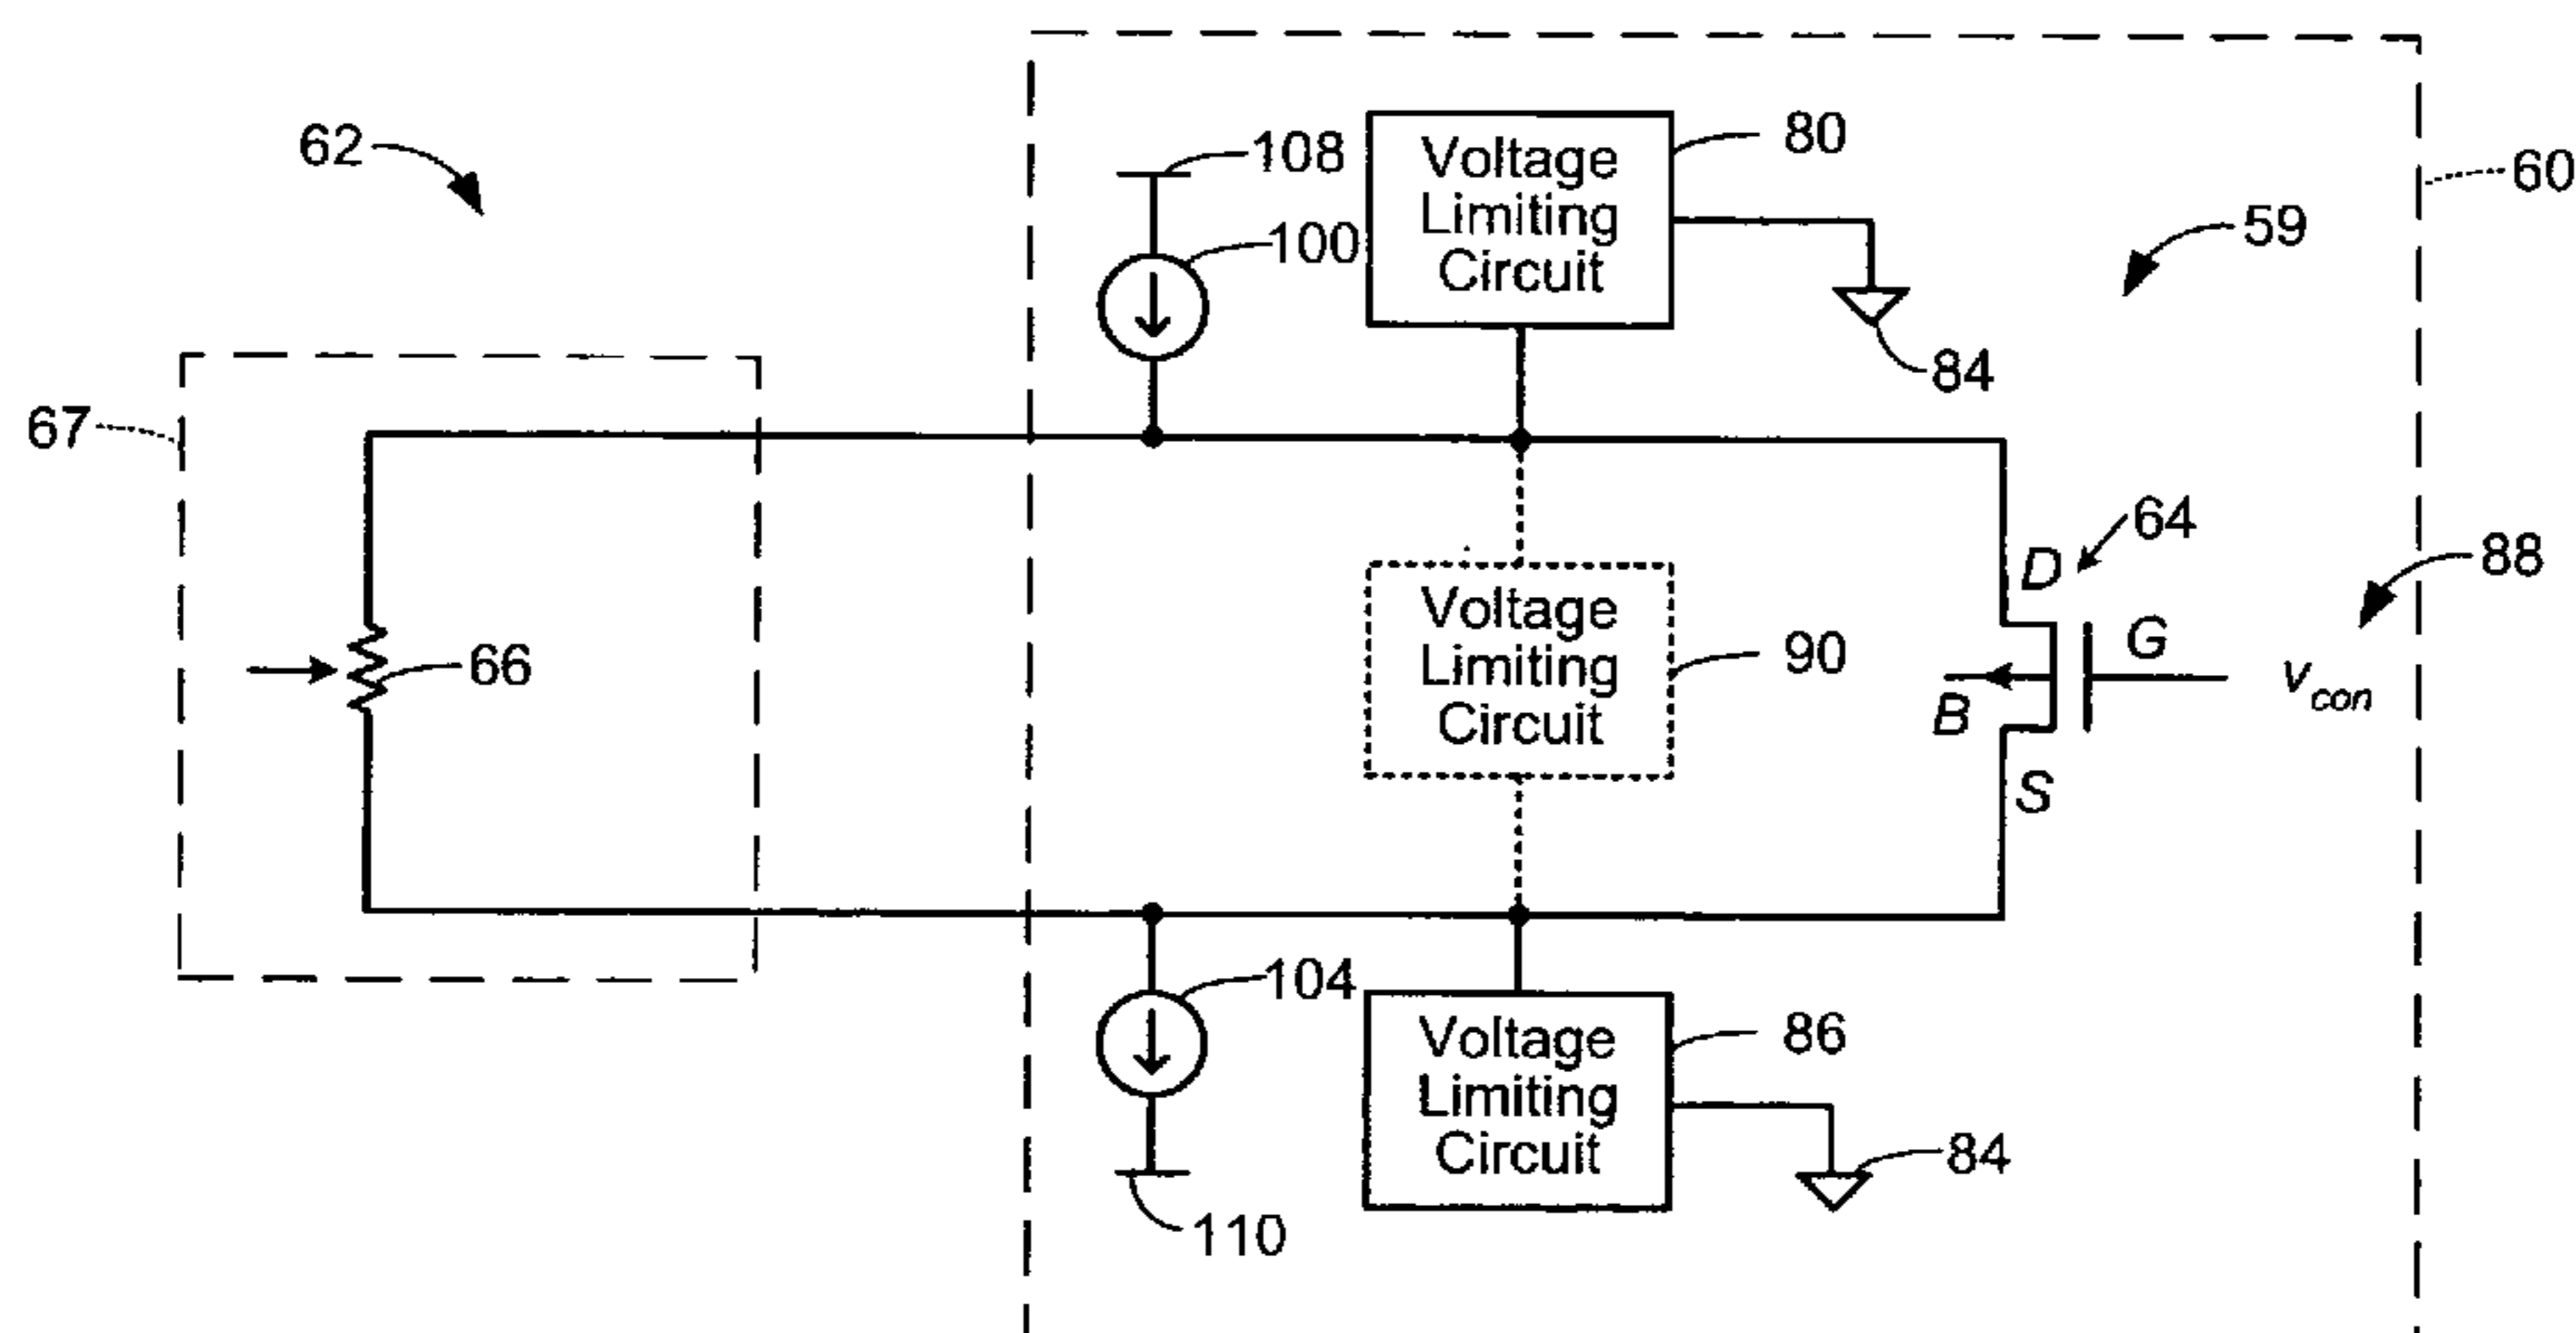 62
108
Voltage
Limiting
Circuit
80
60
100
59
84
67
64
D
88
Voltage
Limiting
Circuit
90
G
66
B
v_con
S
104
Voltage
Limiting
Circuit
86
84
110